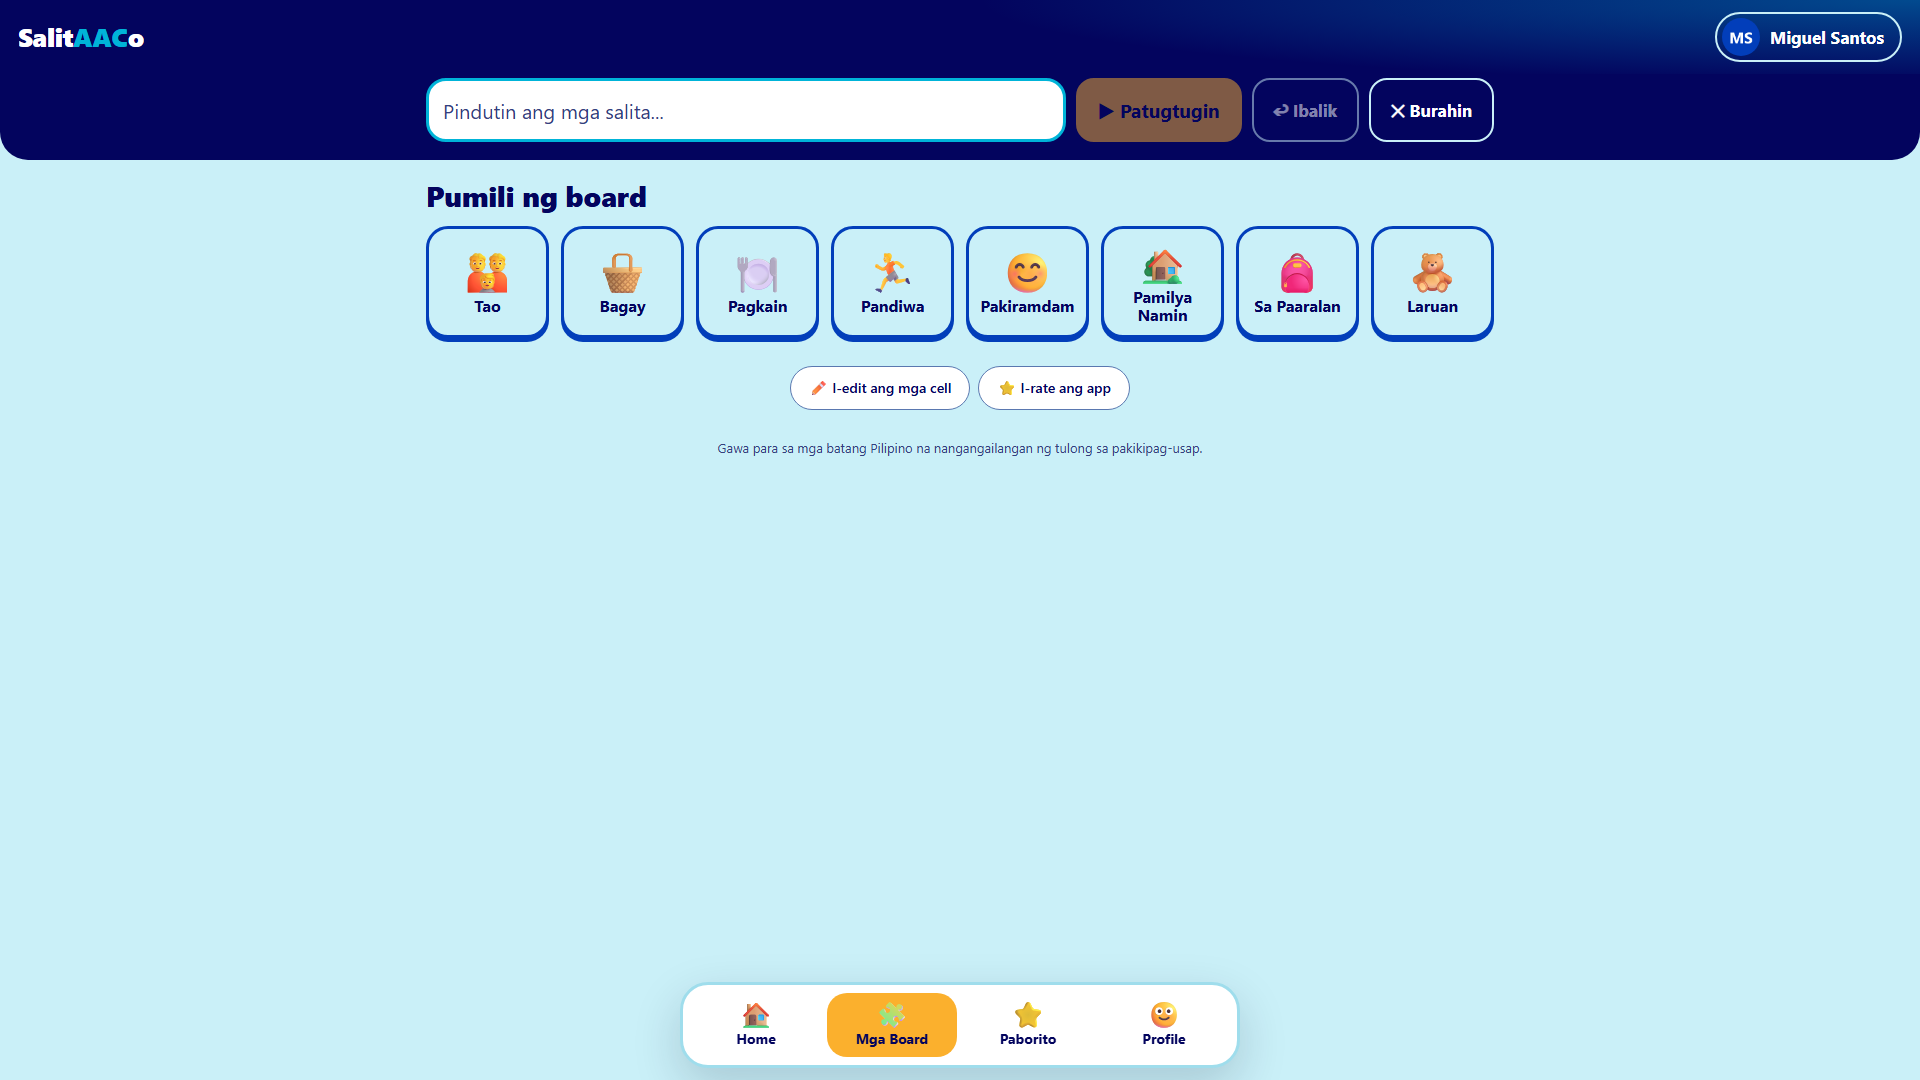 SalitAACo
MS Miguel Santos
Pindutin ang mga salita...
Patugtugin
Ibalik
Burahin
Pumili ng board
Tao
Bagay
Pagkain
Pandiwa
Pakiramdam
Pamilya
Namin
Sa Paaralan
Laruan
I-edit ang mga cell
I-rate ang app
Gawa para sa mga batang Pilipino na nangangailangan ng tulong sa pakikipag-usap.
Home
Mga Board
Paborito
Profile